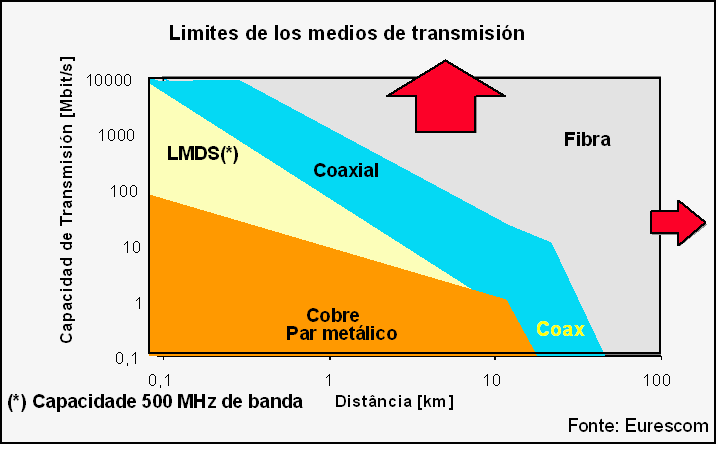 Limites de los medios de transmisión
Capacidad de Transmisión [Mbit/s]
10000
1000
100
10
1
0,1
LMDS(*)
Coaxial
Fibra
Cobre
Par metálico
Coax
0,1
1
10
100
(*) Capacidade 500 MHz de banda
Distância [km]
Fonte: Eurescom